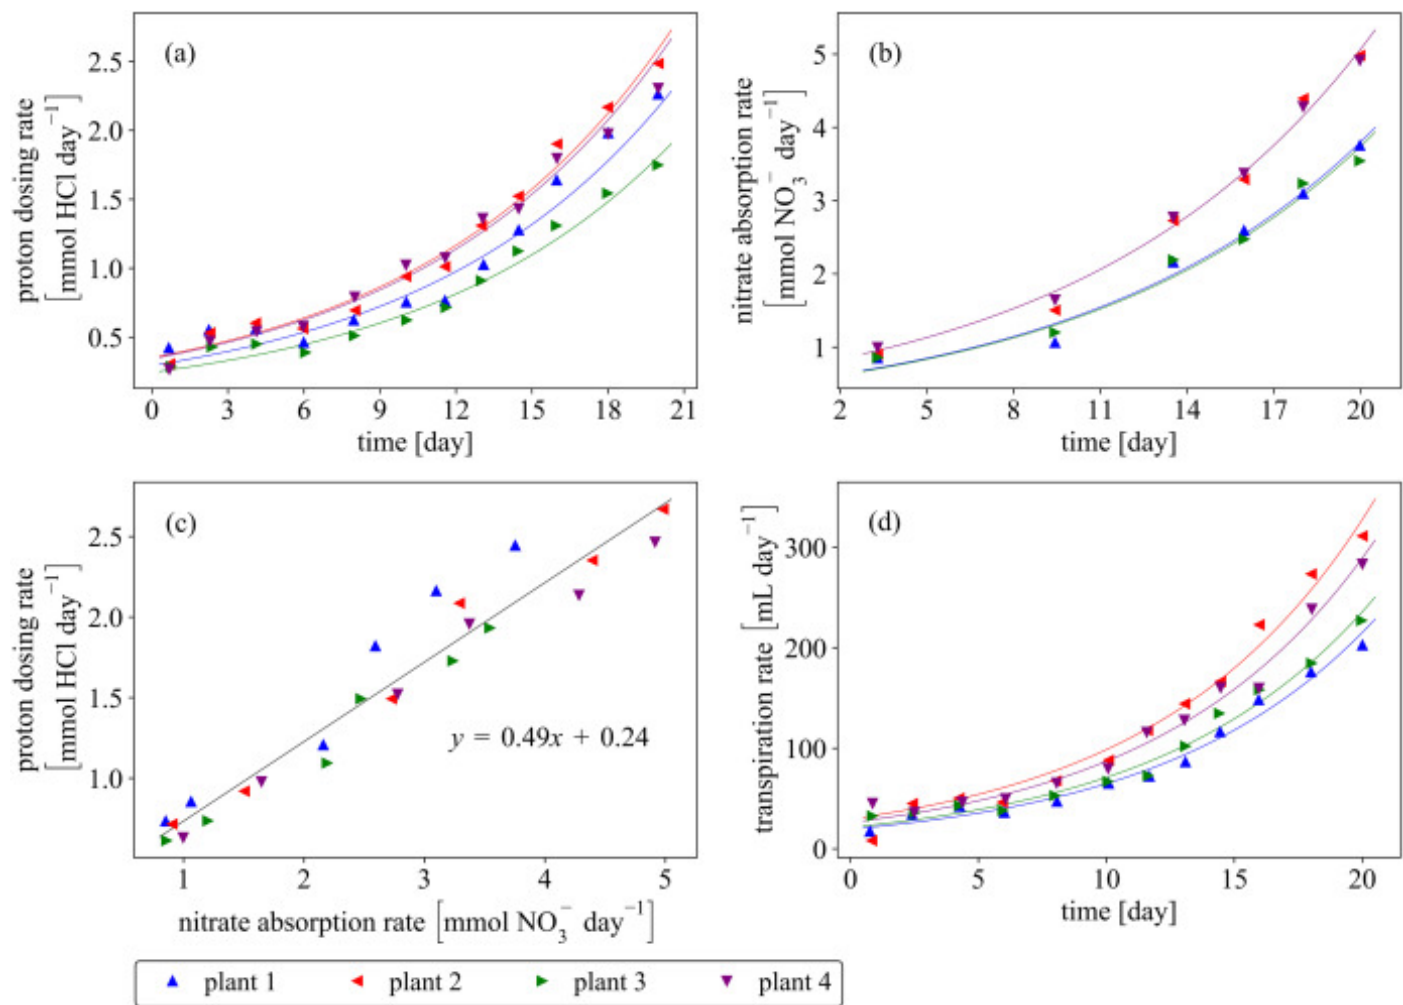 (a)
2.5
2.0
1.5
1.0
0.5
proton dosing rate
[mmol HCl day⁻¹]
0 3 6 9 12 15 18 21
time [day]
(b)
5
4
3
2
1
nitrate absorption rate
[mmol NO₃⁻ day⁻¹]
2 5 8 11 14 17 20
time [day]
(c)
2.5
2.0
1.5
1.0
proton dosing rate
[mmol HCl day⁻¹]
y = 0.49x + 0.24
1 2 3 4 5
nitrate absorption rate [mmol NO₃⁻ day⁻¹]
(d)
300
200
100
0
transpiration rate [mL day⁻¹]
0 5 10 15 20
time [day]
plant 1 plant 2 plant 3 plant 4